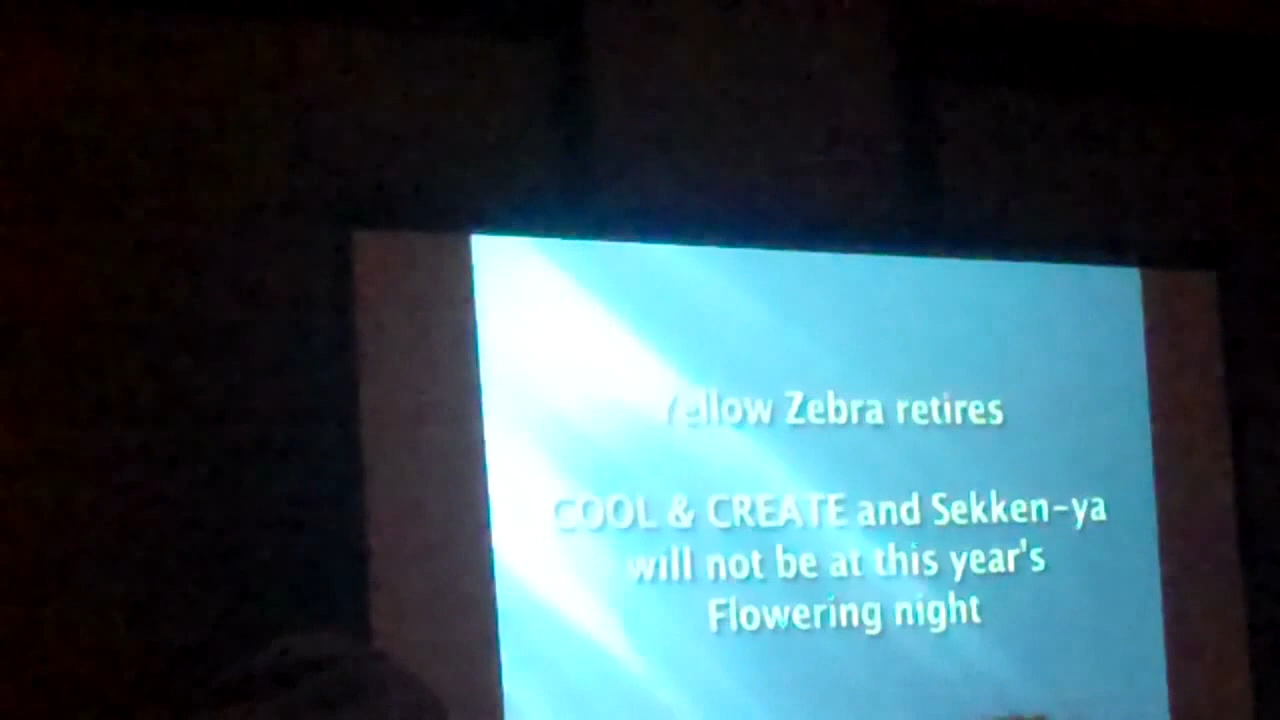 Yellow Zebra retires
COOL & CREATE and Sekken-ya
will not be at this year's
Flowering night